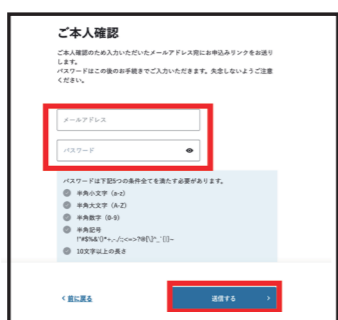 ご本人確認
ご本人確認のため入力いただいたメールアドレス宛にお申込みリンクをお送り
します。
パスワードはこの後のお手続きでご入力いただきます。失念しないようご注意
ください。
メールアドレス
パスワード
パスワードは下記5つの条件全てを満たす必要があります。
半角小文字 (a-z)
半角大文字 (A-Z)
半角数字 (0-9)
半角記号
10文字以上の長さ
< 前に戻る
送信する >